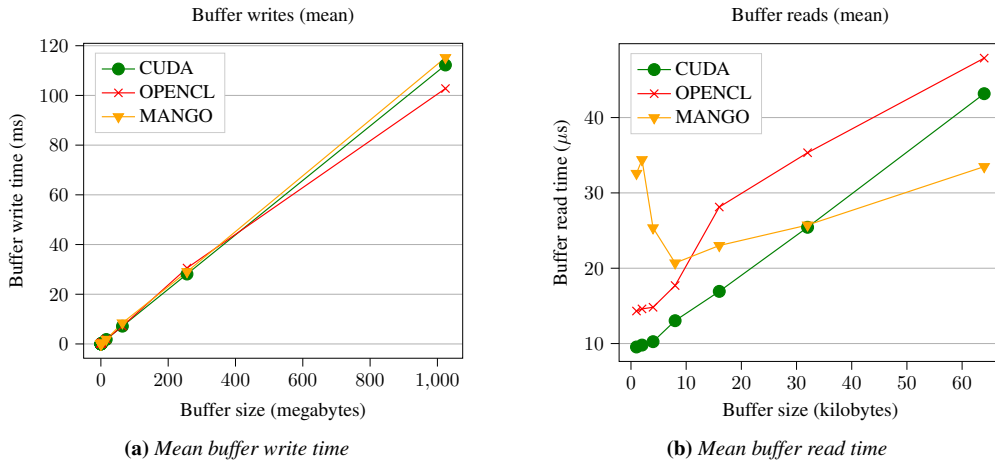 Buffer writes (mean)
120
100
80
60
40
20
0
Buffer write time (ms)
CUDA
OPENCL
MANGO
0
200
400
600
800
1,000
Buffer size (megabytes)
(a) Mean buffer write time
Buffer reads (mean)
40
30
20
10
Buffer read time (μs)
CUDA
OPENCL
MANGO
0
10
20
30
40
50
60
Buffer size (kilobytes)
(b) Mean buffer read time